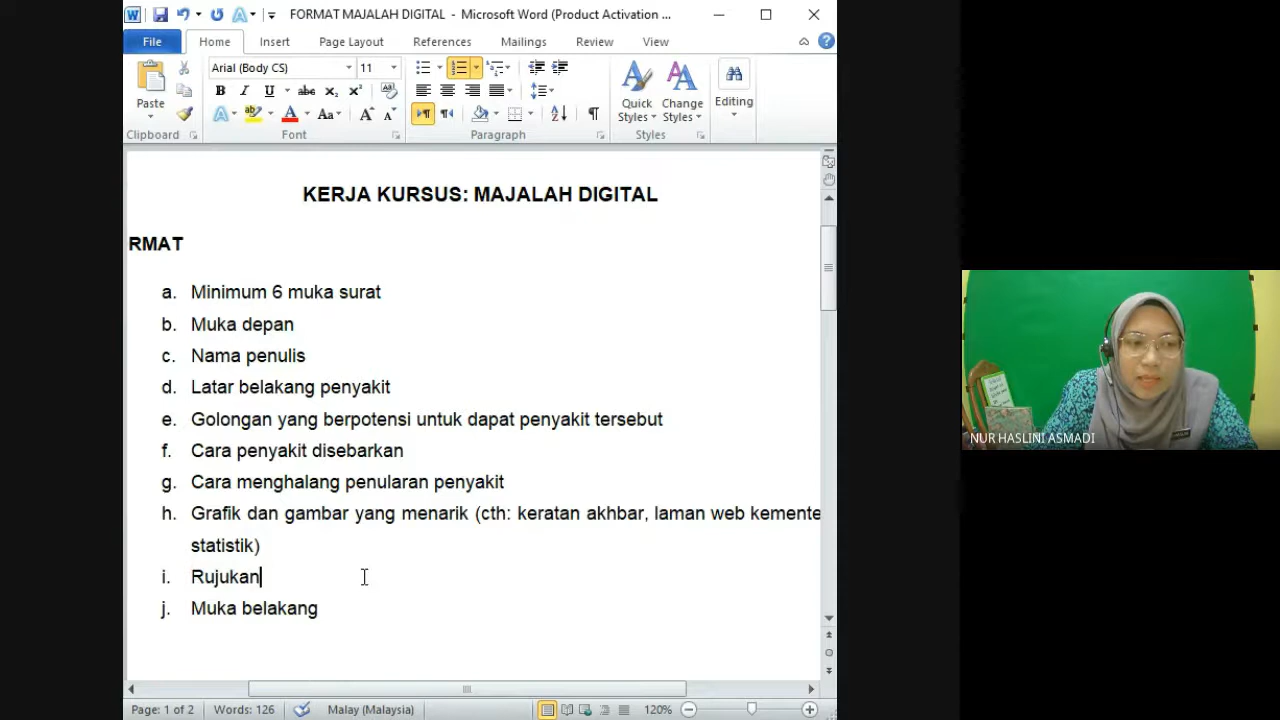 FORMAT MAJALAH DIGITAL - Microsoft Word (Product Activation ...
File Home Insert Page Layout References Mailings Review View
Arial (Body CS) 11
Paste
Quick Styles
Change Styles
Editing
Clipboard Font Paragraph Styles
KERJA KURSUS: MAJALAH DIGITAL
RMAT
a. Minimum 6 muka surat
b. Muka depan
c. Nama penulis
d. Latar belakang penyakit
e. Golongan yang berpotensi untuk dapat penyakit tersebut
f. Cara penyakit disebarkan
g. Cara menghalang penularan penyakit
h. Grafik dan gambar yang menarik (cth: keratan akhbar, laman web kemente
statistik)
i. Rujukan
j. Muka belakang
NUR HASLINI ASMADI
Page: 1 of 2 Words: 126 Malay (Malaysia) 120%